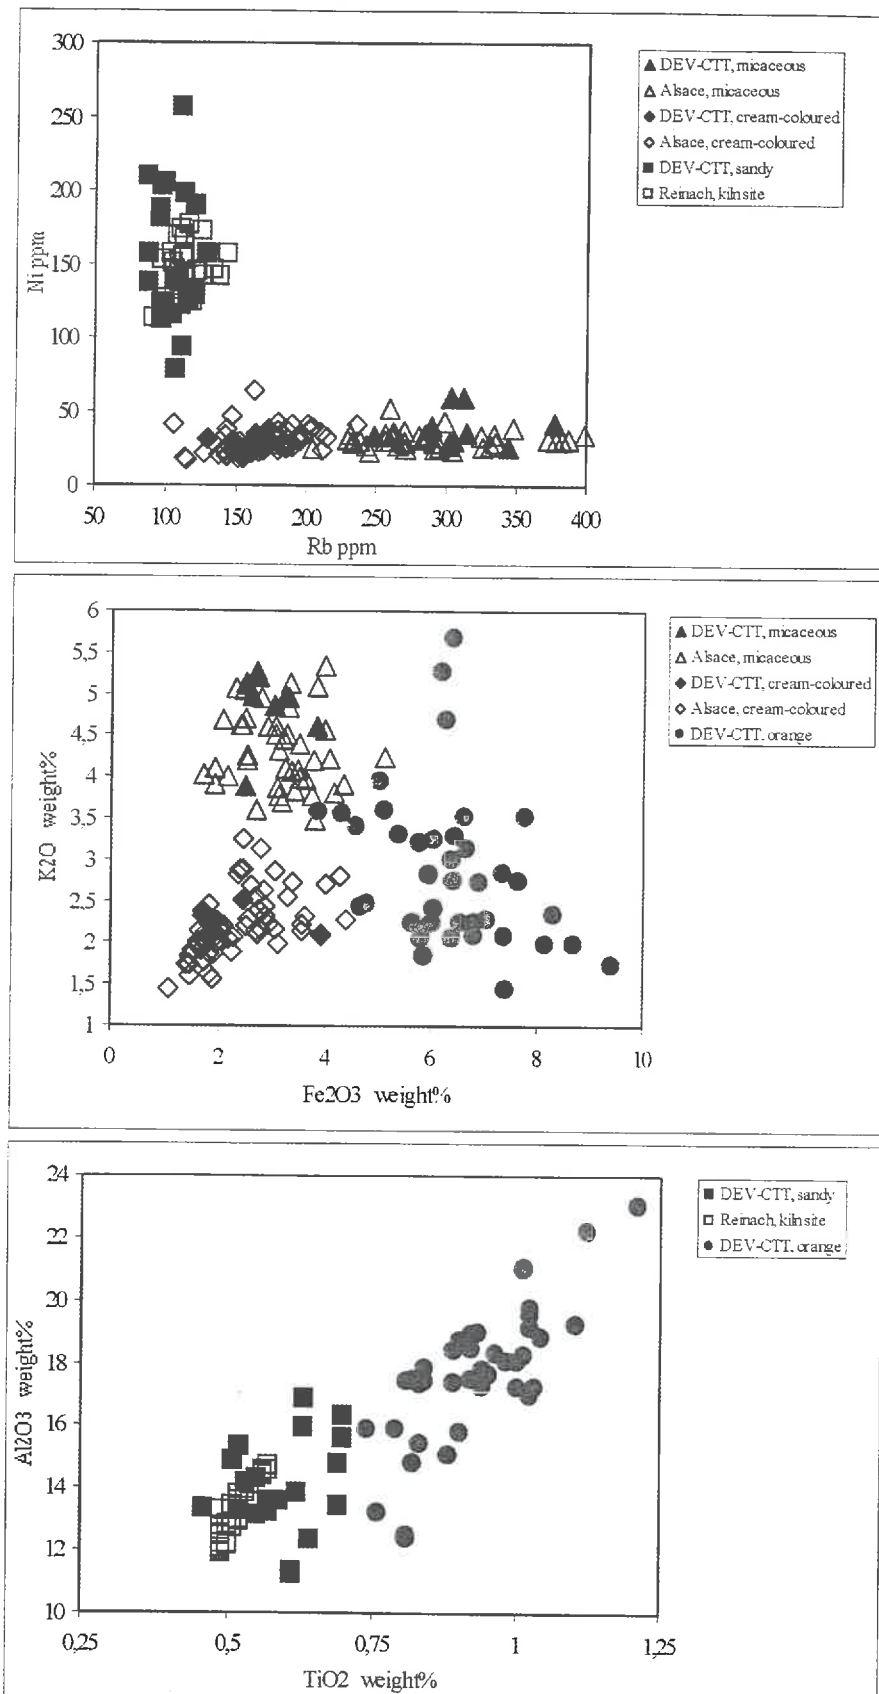 300
250
200
150
100
50
0
Ni ppm
50 100 150 200 250 300 350 400
Rb ppm
DEV-CTT, micaceous
Alsace, micaceous
DEV-CTT, cream-coloured
Alsace, cream-coloured
DEV-CTT, sandy
Reinach, kilnsite
6
5,5
5
4,5
4
3,5
3
2,5
2
1,5
1
K2O weight%
0 2 4 6 8 10
Fe2O3 weight%
DEV-CTT, micaceous
Alsace, micaceous
DEV-CTT, cream-coloured
Alsace, cream-coloured
DEV-CTT, orange
24
22
20
18
16
14
12
10
Al2O3 weight%
0,25 0,5 0,75 1 1,25
TiO2 weight%
DEV-CTT, sandy
Reinach, kilnsite
DEV-CTT, orange